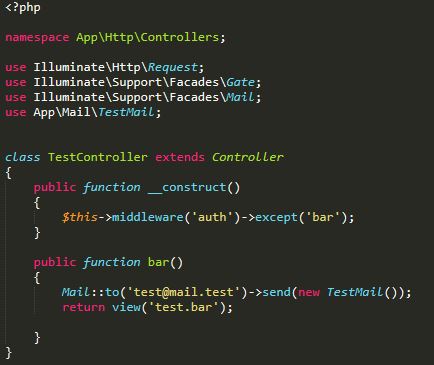 <?php
namespace App\Http\Controllers;
use Illuminate\Http\Request;
use Illuminate\Support\Facades\Gate;
use Illuminate\Support\Facades\Mail;
use App\Mail\TestMail;
class TestController extends Controller
{
    public function __construct()
    {
        $this->middleware('auth')->except('bar');
    }
    public function bar()
    {
        Mail::to('test@mail.test')->send(new TestMail());
        return view('test.bar');
    }
}